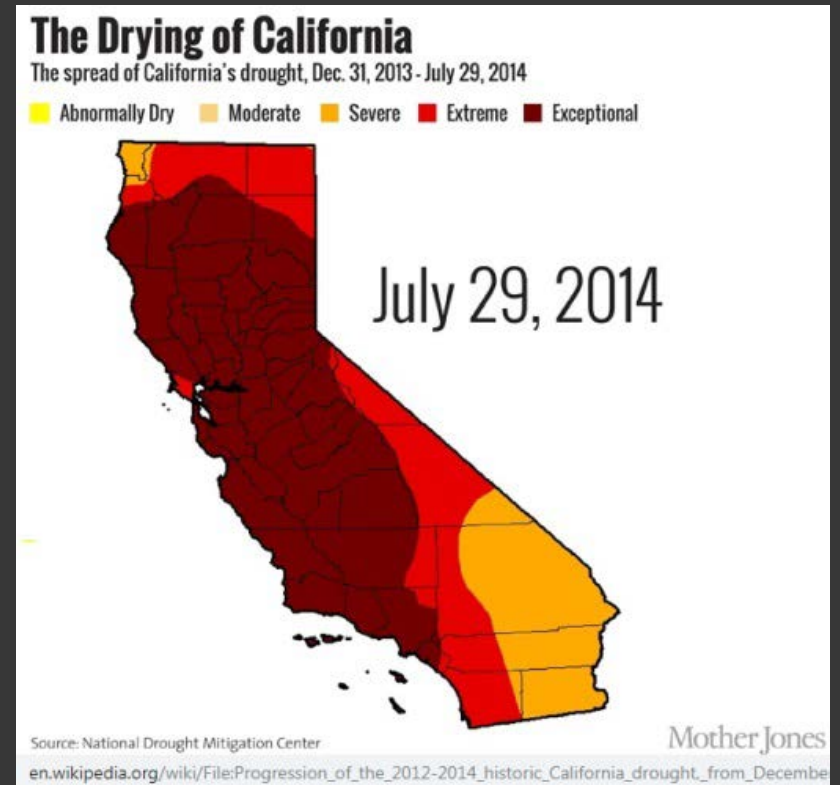 The Drying of California
The spread of California's drought, Dec. 31, 2013 - July 29, 2014
Abnormally Dry Moderate Severe Extreme Exceptional
July 29, 2014
Source: National Drought Mitigation Center
Mother Jones
en.wikipedia.org/wiki/File:Progression_of_the_2012-2014_historic_California_drought,_from_Decembe